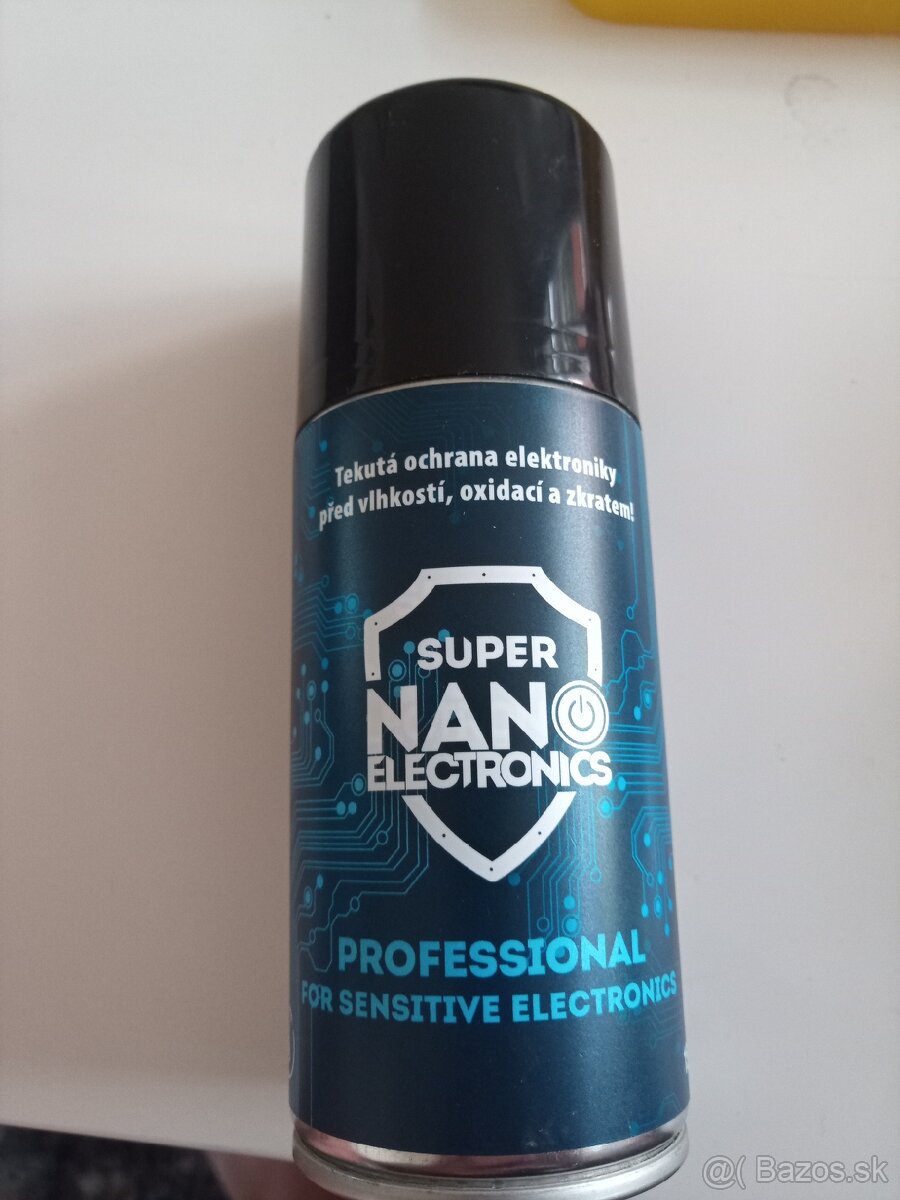 Tekutá ochrana elektroniky
před vlhkostí, oxidací a zkratem!
SUPER
NANO
ELECTRONICS
PROFESSIONAL
FOR SENSITIVE ELECTRONICS
@( Bazos.sk